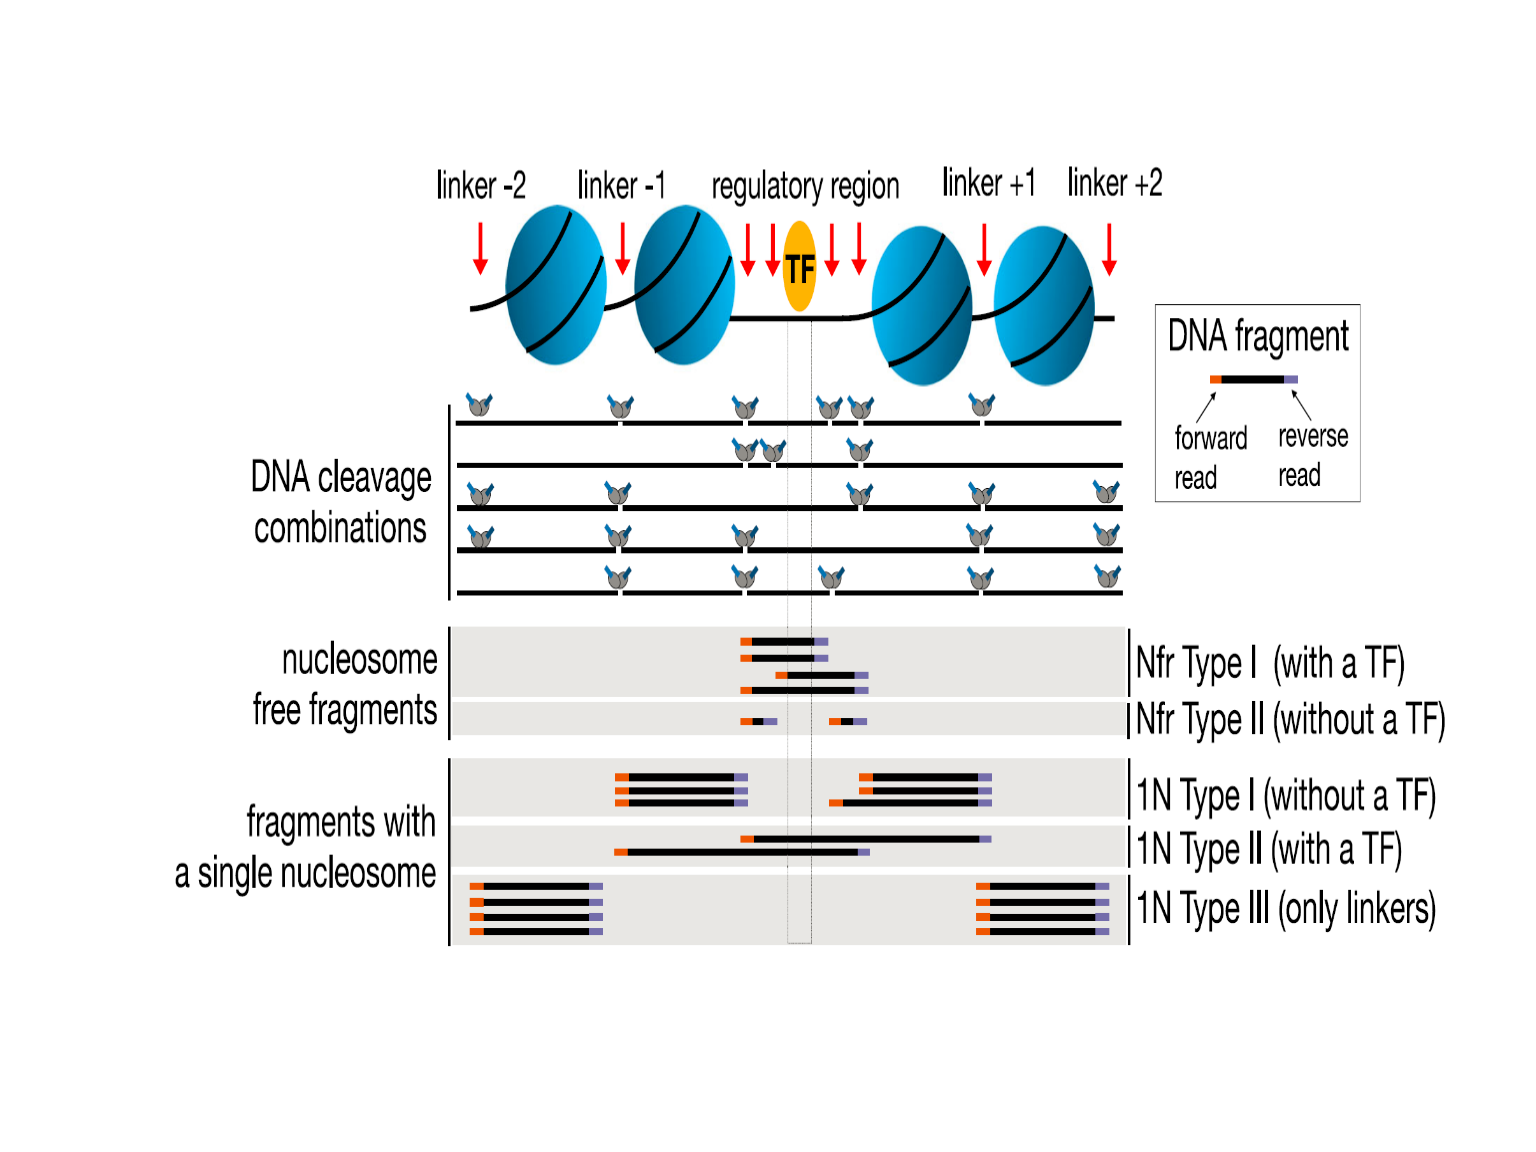 linker -2
linker -1
regulatory region
linker +1
linker +2
TF
DNA fragment
forward
read
reverse
read
DNA cleavage
combinations
nucleosome
free fragments
Nfr Type I (with a TF)
Nfr Type II (without a TF)
fragments with
a single nucleosome
1N Type I (without a TF)
1N Type II (with a TF)
1N Type III (only linkers)